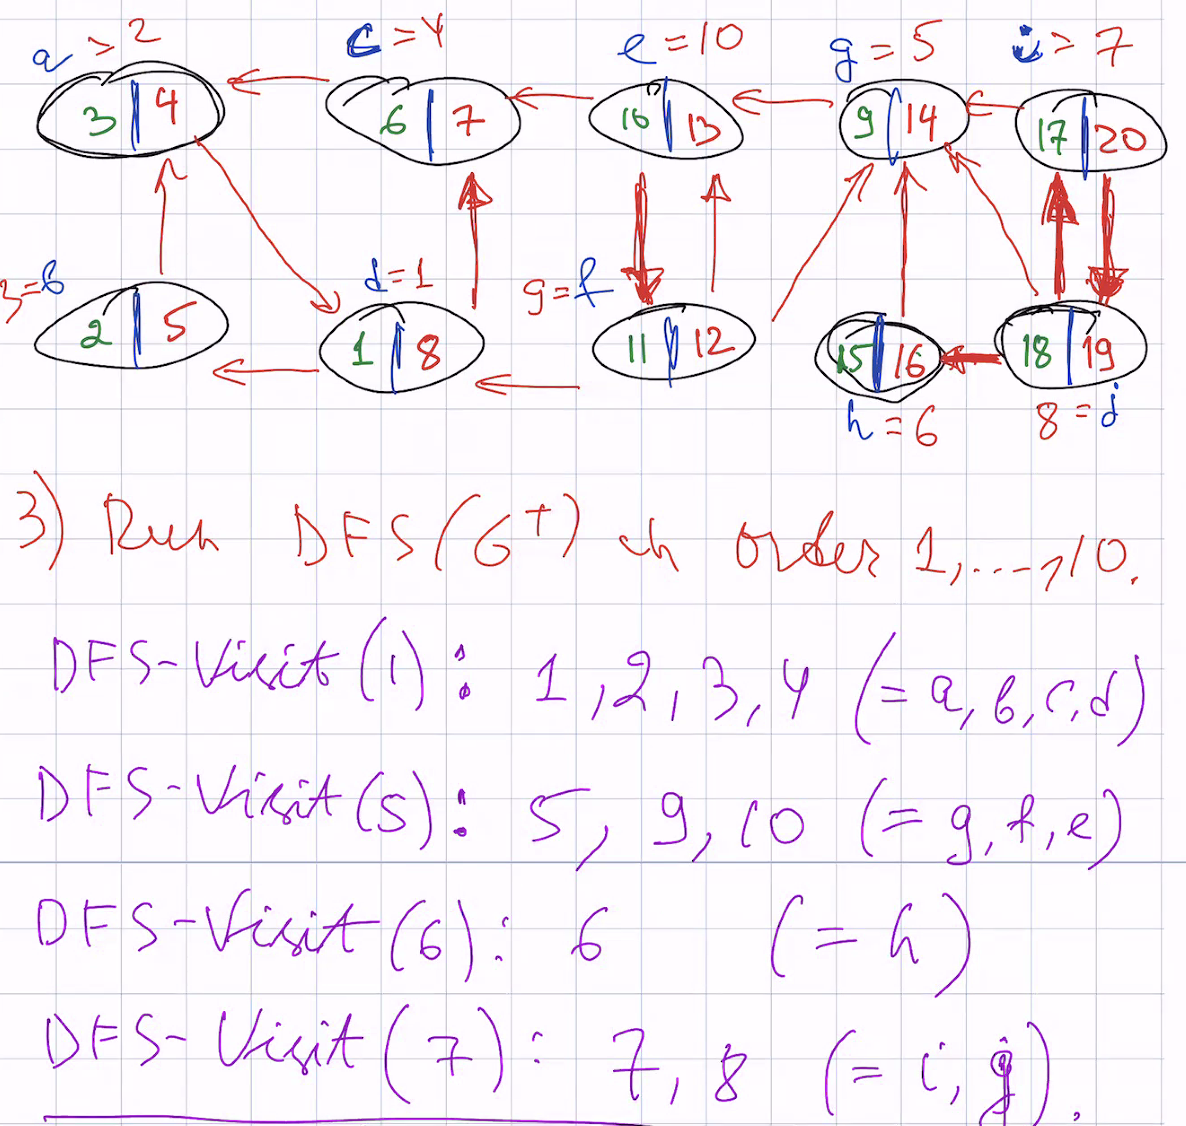 a > 2 c > 4 e = 10 g = 5 i > 7
3 | 4 6 | 7 10 | 13 9 | 14 17 | 20
3 = b d = 1 9 = f
2 | 5 1 | 8 11 | 12 15 | 16 18 | 19
h = 6 8 = j
3) Run DFS(G^T) in order 1,...,10.
DFS-Visit(1): 1,2,3,4 (= a,b,c,d)
DFS-Visit(5): 5, 9,10 (= g,f,e)
DFS-Visit(6): 6 (= h)
DFS-Visit(7): 7,8 (= i,j).